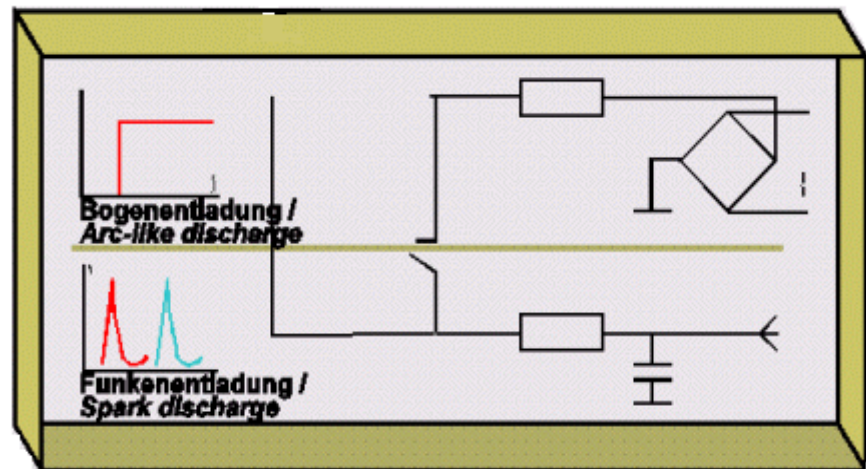 Bogenentladung /
Arc-like discharge
Funkenentladung /
Spark discharge